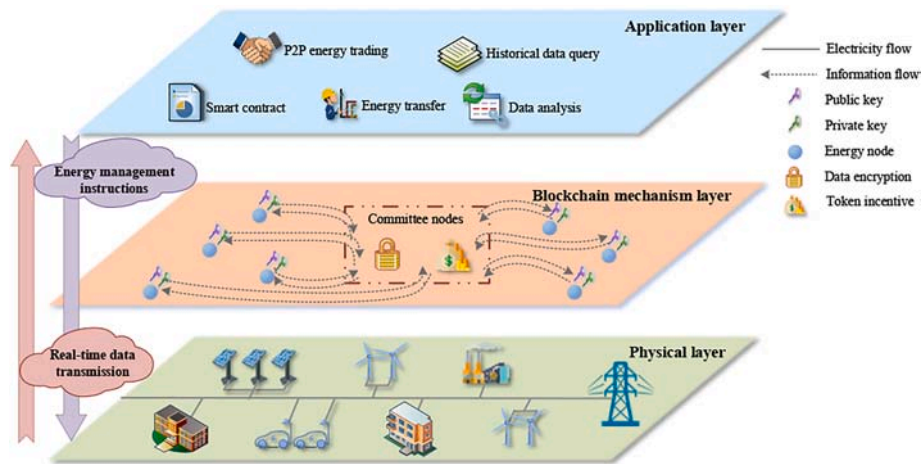 Application layer
P2P energy trading
Historical data query
Smart contract
Energy transfer
Data analysis
Electricity flow
Information flow
Public key
Private key
Energy node
Data encryption
Token incentive
Energy management
instructions
Blockchain mechanism layer
Committee nodes
$
Real-time data
transmission
Physical layer